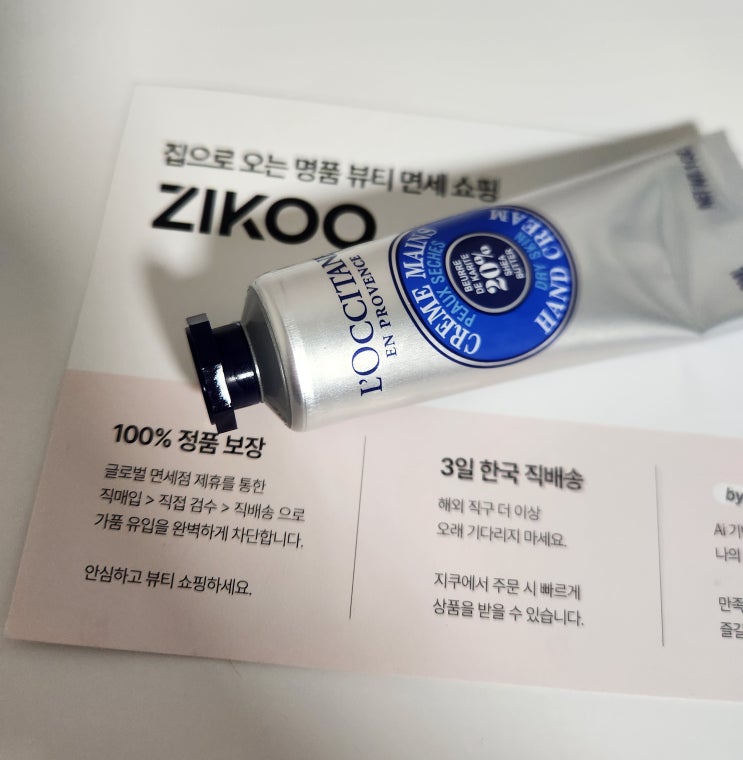 집으로 오는 명품 뷰티 면세 쇼핑
ZIKOO
L'OCCITANE
EN PROVENCE
CREME MAINS
PEAUX SECHES
BEURRE
DE KARITÉ
20%
SHEA
BUTTER
DRY SKIN
HAND CREAM
100% 정품 보장
글로벌 면세점 제휴를 통한
직매입 > 직접 검수 > 직배송 으로
가품 유입을 완벽하게 차단합니다.
안심하고 뷰티 쇼핑하세요.
3일 한국 직배송
해외 직구 더 이상
오래 기다리지 마세요.
지쿠에서 주문 시 빠르게
상품을 받을 수 있습니다.
by
Ai 기
나의
만족
즐길